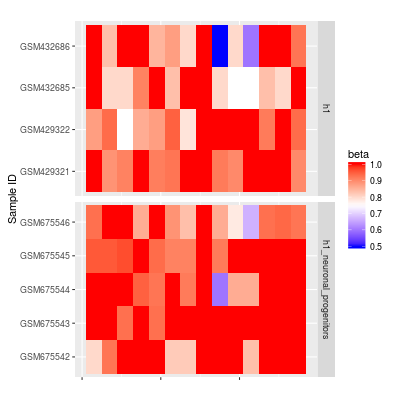 GSM432686
GSM432685
GSM429322
GSM429321
h1
GSM675546
GSM675545
GSM675544
GSM675543
GSM675542
h1_neuronal_progenitors
Sample ID
beta
1.0
0.9
0.8
0.7
0.6
0.5